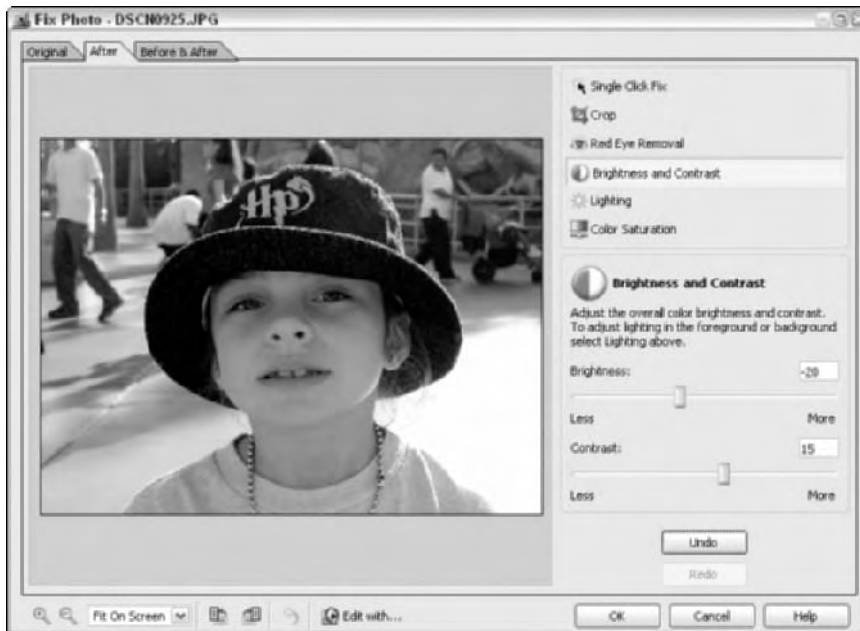 Fix Photo - DSCN0925.JPG
Original After Before & After
Single Click Fix
Crop
Red Eye Removal
Brightness and Contrast
Lighting
Color Saturation
Hp
Brightness and Contrast
Adjust the overall color brightness and contrast.
To adjust lighting in the foreground or background
select Lighting above.
Brightness: -20
Less More
Contrast: 15
Less More
Undo
Redo
Fit On Screen Edit with... OK Cancel Help